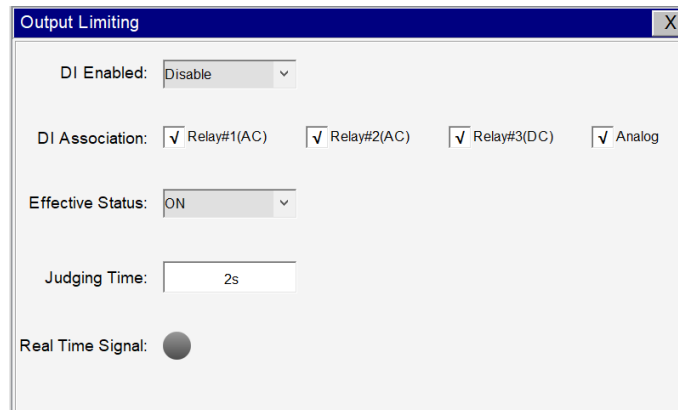 Output Limiting X
DI Enabled: Disable
DI Association: √ Relay#1(AC) √ Relay#2(AC) √ Relay#3(DC) √ Analog
Effective Status: ON
Judging Time: 2s
Real Time Signal: